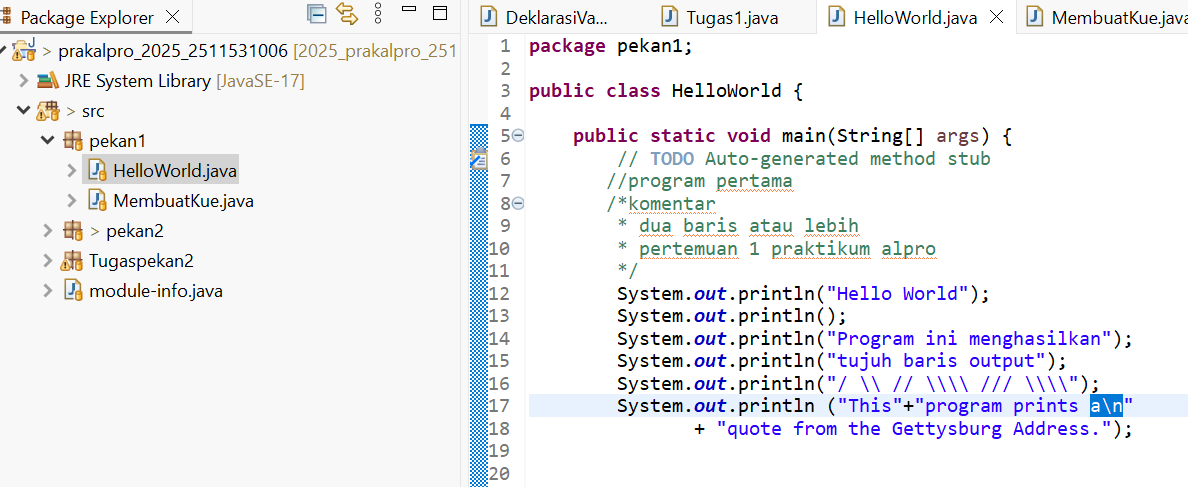 Package Explorer
> prakalpro_2025_2511531006 [2025_prakalpro_251
JRE System Library [JavaSE-17]
> src
pekan1
HelloWorld.java
MembuatKue.java
> pekan2
Tugaspekan2
module-info.java
DeklarasiVa... Tugas1.java HelloWorld.java MembuatKue.java
1 package pekan1;
2
3 public class HelloWorld {
4
5 public static void main(String[] args) {
6 // TODO Auto-generated method stub
7 //program pertama
8 /*komentar
9 * dua baris atau lebih
10 * pertemuan 1 praktikum alpro
11 */
12 System.out.println("Hello World");
13 System.out.println();
14 System.out.println("Program ini menghasilkan");
15 System.out.println("tujuh baris output");
16 System.out.println("/ \\ // \\\\ /// \\\\");
17 System.out.println ("This"+"program prints a\n"
18 + "quote from the Gettysburg Address.");
19
20